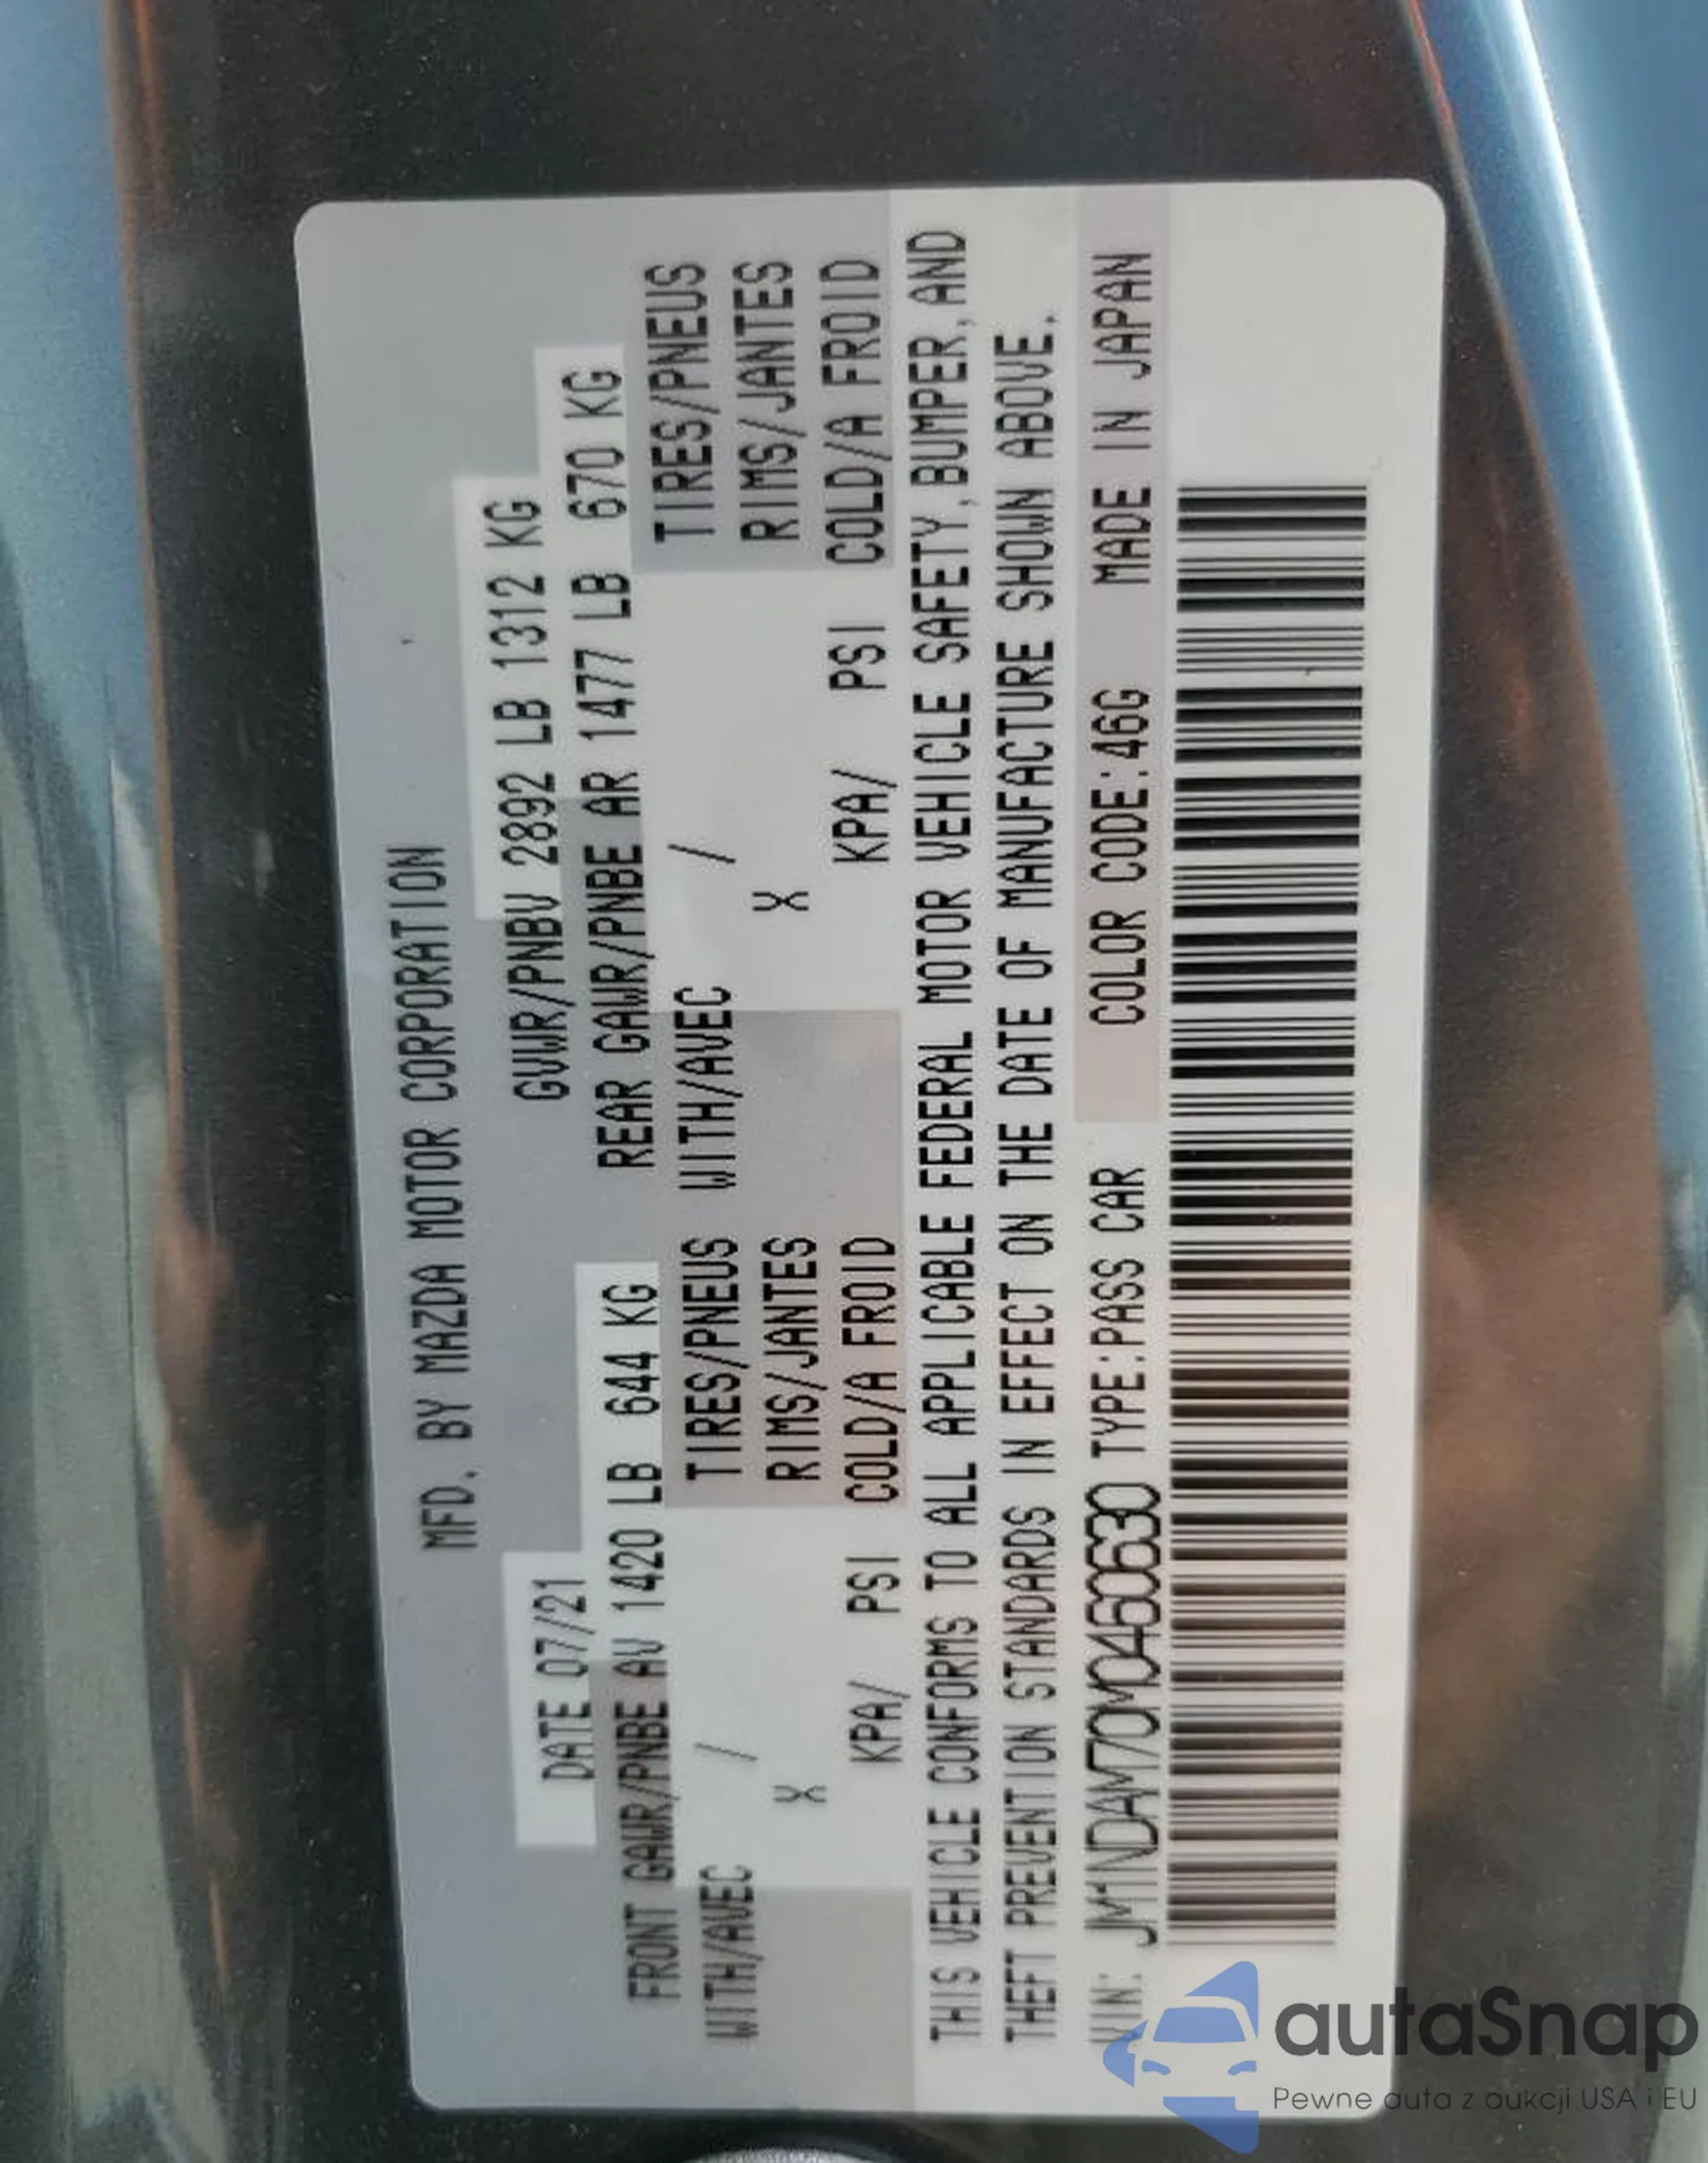 MFD. BY MAZDA MOTOR CORPORATION
DATE 07/21 GVWR/PNBV 2892 LB 1312 KG
FRONT GAWR/PNBE AV 1420 LB 644 KG REAR GAWR/PNBE AR 1477 LB 670 KG
WITH/AVEC / TIRES/PNEUS WITH/AVEC / TIRES/PNEUS
X RIMS/JANTES X RIMS/JANTES
KPA/ PSI COLD/A FROID KPA/ PSI COLD/A FROID
THIS VEHICLE CONFORMS TO ALL APPLICABLE FEDERAL MOTOR VEHICLE SAFETY, BUMPER, AND
THEFT PREVENTION STANDARDS IN EFFECT ON THE DATE OF MANUFACTURE SHOWN ABOVE.
VIN: JM1NDAM70M0460630 TYPE:PASS CAR COLOR CODE:46G MADE IN JAPAN
autaSnap
Pewne auta z aukcji USA i EU